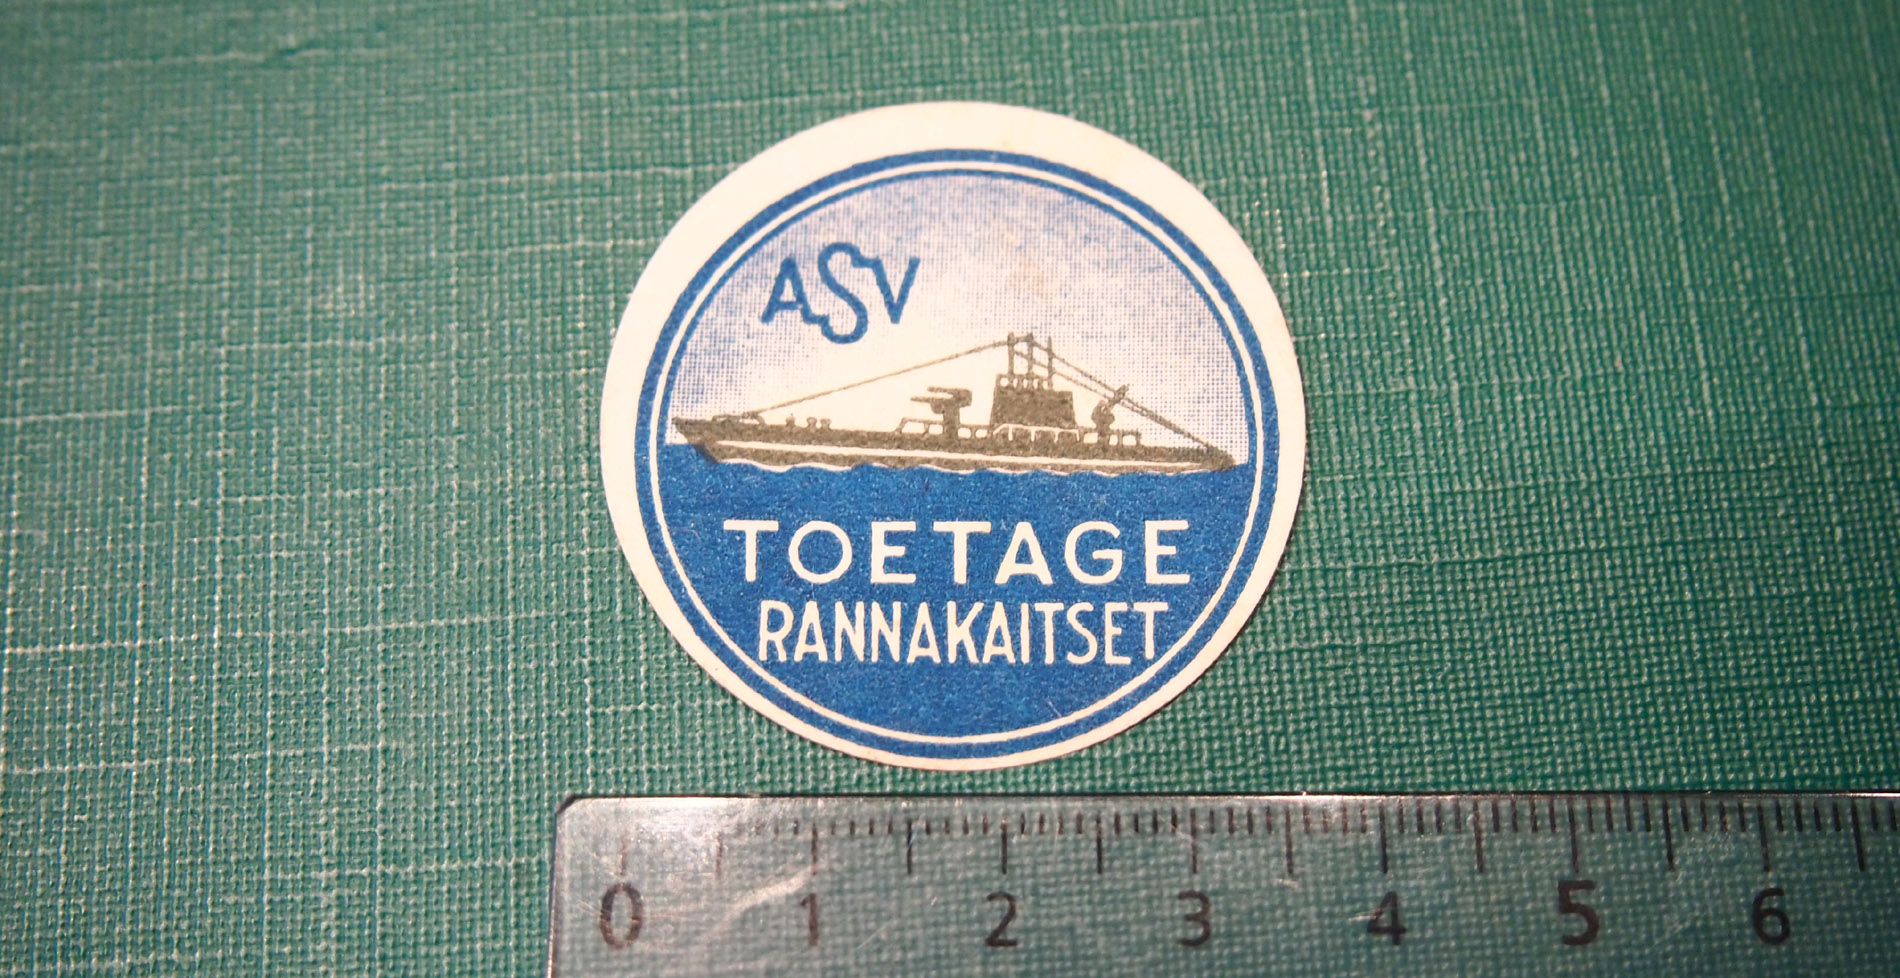 ASV
TOETAGE
RANNAKAITSET
0 1 2 3 4 5 6